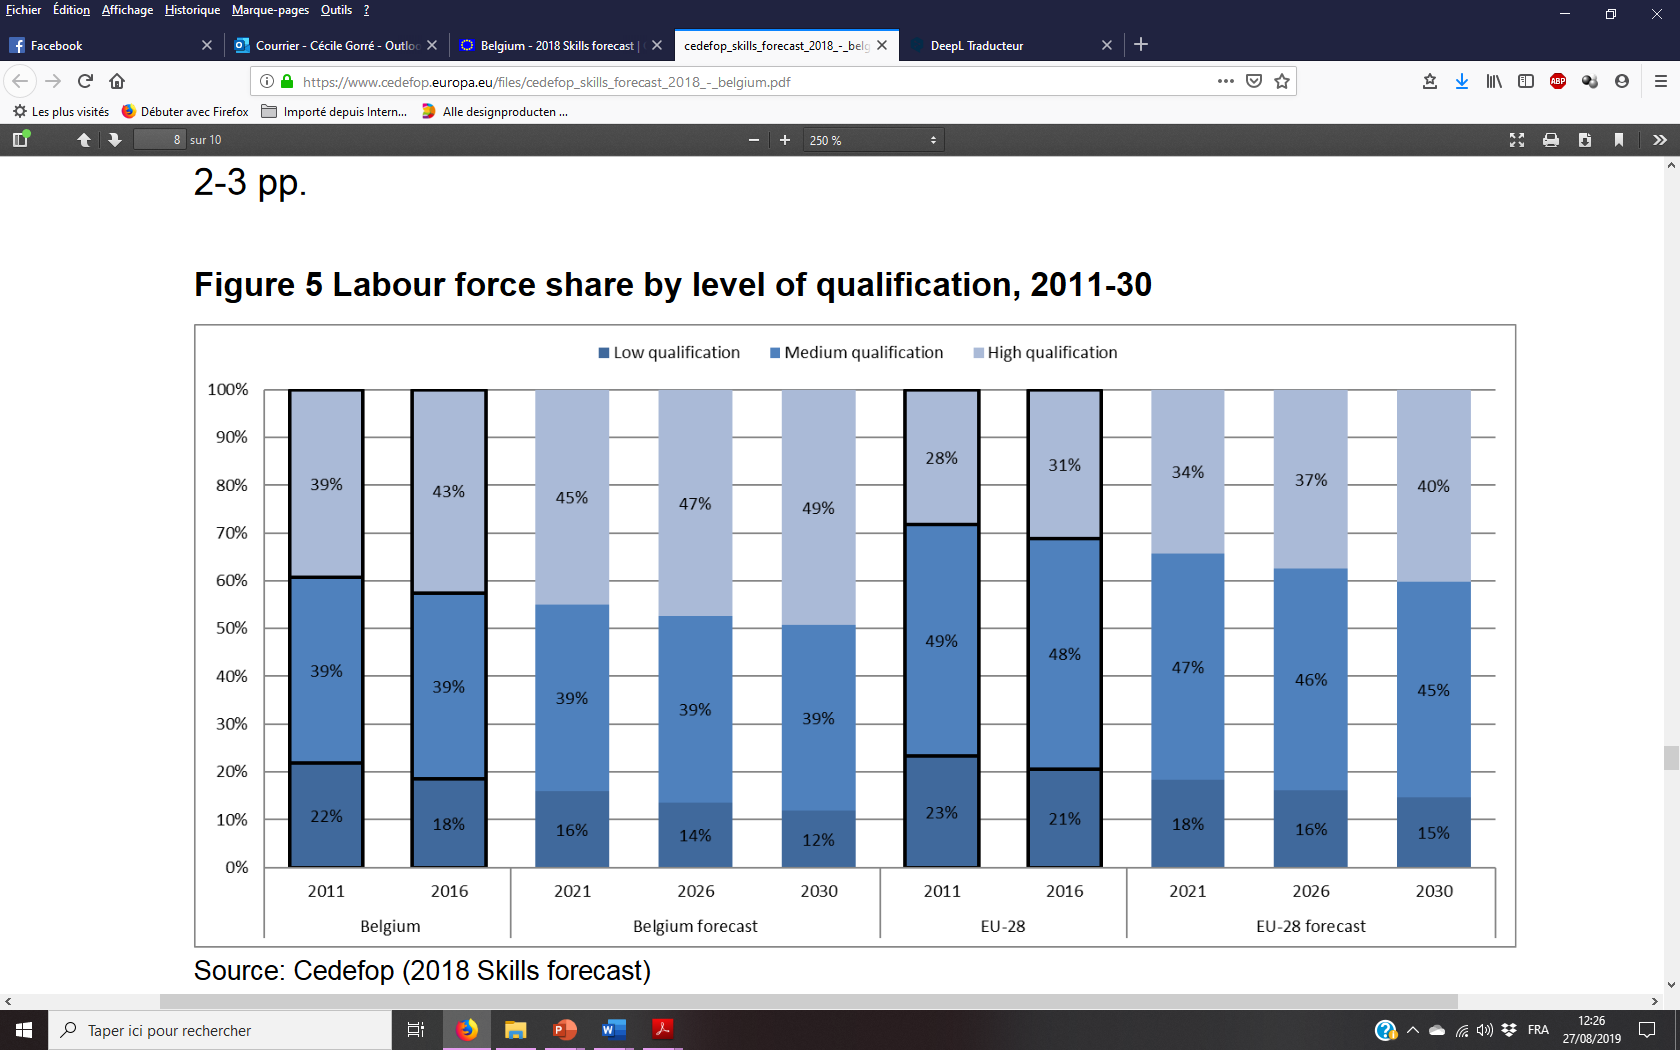 Fichier Édition Affichage Historique Marque-pages Outils ?
Facebook
Courrier - Cécile Gorré - Outlo
Belgium - 2018 Skills forecast |
cedefop_skills_forecast_2018_-_belg
DeepL Traducteur
https://www.cedefop.europa.eu/files/cedefop_skills_forecast_2018_-_belgium.pdf
ABP
Les plus visités Débuter avec Firefox Importé depuis Intern... Alle designproducten ...
8 sur 10
250 %
2-3 pp.
Figure 5 Labour force share by level of qualification, 2011-30
Low qualification Medium qualification High qualification
100%
90%
80%
70%
60%
50%
40%
30%
20%
10%
0%
39% 43% 45% 47% 49% 28% 31% 34% 37% 40%
39% 39% 39% 39% 39% 49% 48% 47% 46% 45%
22% 18% 16% 14% 12% 23% 21% 18% 16% 15%
2011 2016 2021 2026 2030 2011 2016 2021 2026 2030
Belgium Belgium forecast EU-28 EU-28 forecast
Source: Cedefop (2018 Skills forecast)
Taper ici pour rechercher
FRA
12:26
27/08/2019